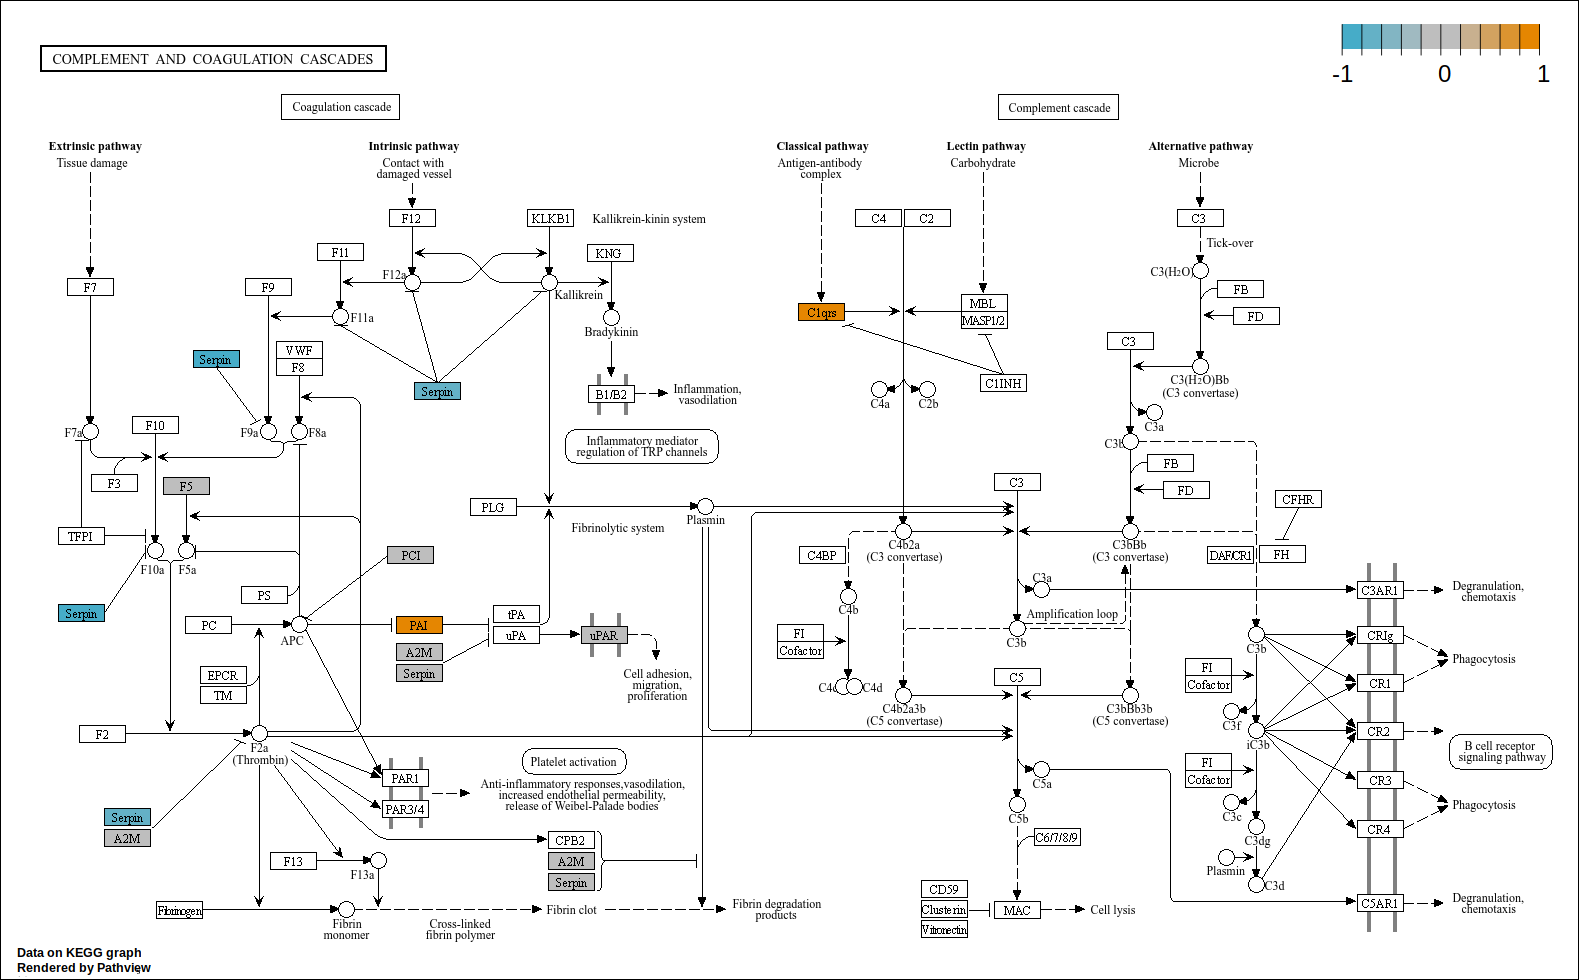 COMPLEMENT AND COAGULATION CASCADES
-1 0 1
Coagulation cascade
Complement cascade
Extrinsic pathway
Tissue damage
Intrinsic pathway
Contact with
damaged vessel
Classical pathway
Antigen-antibody
complex
Lectin pathway
Carbohydrate
Alternative pathway
Microbe
F12
KLKB1
Kallikrein-kinin system
C4
C2
C3
F11
KNG
Tick-over
F12a
C3(H2O)
F7
F9
Kallikrein
FB
MBL
MASP1/2
C1qrs
F11a
FD
Bradykinin
VWF
F8
Serpin
C3
C3(H2O)Bb
(C3 convertase)
Serpin
B1/B2
Inflammation,
vasodilation
C1INH
C4a
C2b
C3a
F7a
F10
F9a
F8a
Inflammatory mediator
regulation of TRP channels
C3b
FB
F3
F5
C3
FD
CFHR
PLG
Plasmin
Fibrinolytic system
TFPI
C4b2a
(C3 convertase)
C3bBb
(C3 convertase)
C4BP
DAF
CR1
FH
PCI
F10a
F5a
C3a
C3AR1
Degranulation,
chemotaxis
PS
Serpin
C4b
Amplification loop
PC
APC
PAI
tPA
uPA
uPAR
FI
Cofactor
C3b
C3b
CRIg
A2M
Serpin
Cell adhesion,
migration,
proliferation
Phagocytosis
EPCR
TM
C5
FI
Cofactor
CR1
C4c
C4d
C4b2a3b
(C5 convertase)
C3bBb3b
(C5 convertase)
C3f
F2
F2a
(Thrombin)
iC3b
CR2
B cell receptor
signaling pathway
Platelet activation
PAR1
PAR3/4
Anti-inflammatory responses,vasodilation,
increased endothelial permeability,
release of Weibel-Palade bodies
C5a
FI
Cofactor
CR3
C5b
C3c
Phagocytosis
Serpin
A2M
CPB2
A2M
Serpin
C6/7/8/9
C3dg
CR4
F13
F13a
Plasmin
C3d
CD59
Clusterin
Vitronectin
MAC
Cell lysis
C5AR1
Degranulation,
chemotaxis
Fibrinogen
Fibrin
monomer
Cross-linked
fibrin polymer
Fibrin clot
Fibrin degradation
products
Data on KEGG graph
Rendered by Pathview